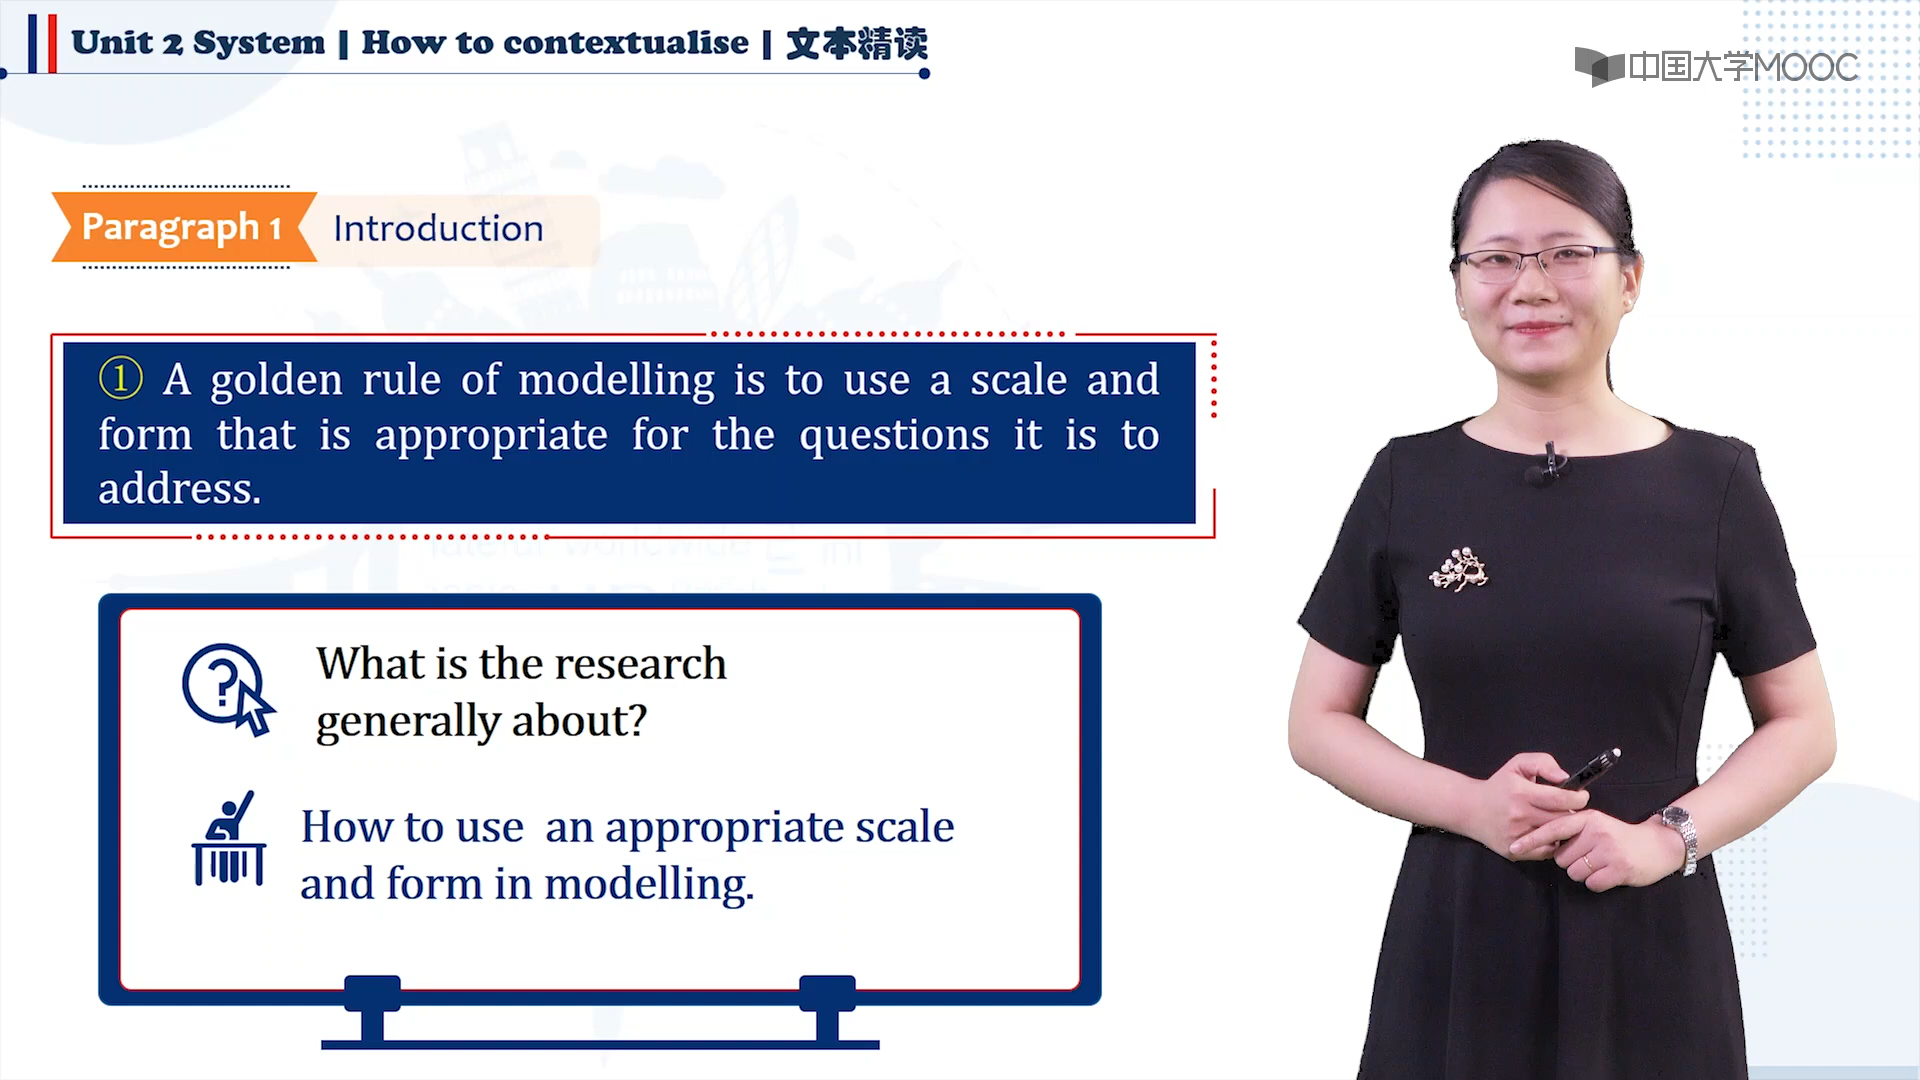 Unit 2 System | How to contextualise | 文本精读
中国大学MOOC
Paragraph 1
Introduction
① A golden rule of modelling is to use a scale and
form that is appropriate for the questions it is to
address.
What is the research
generally about?
How to use an appropriate scale
and form in modelling.